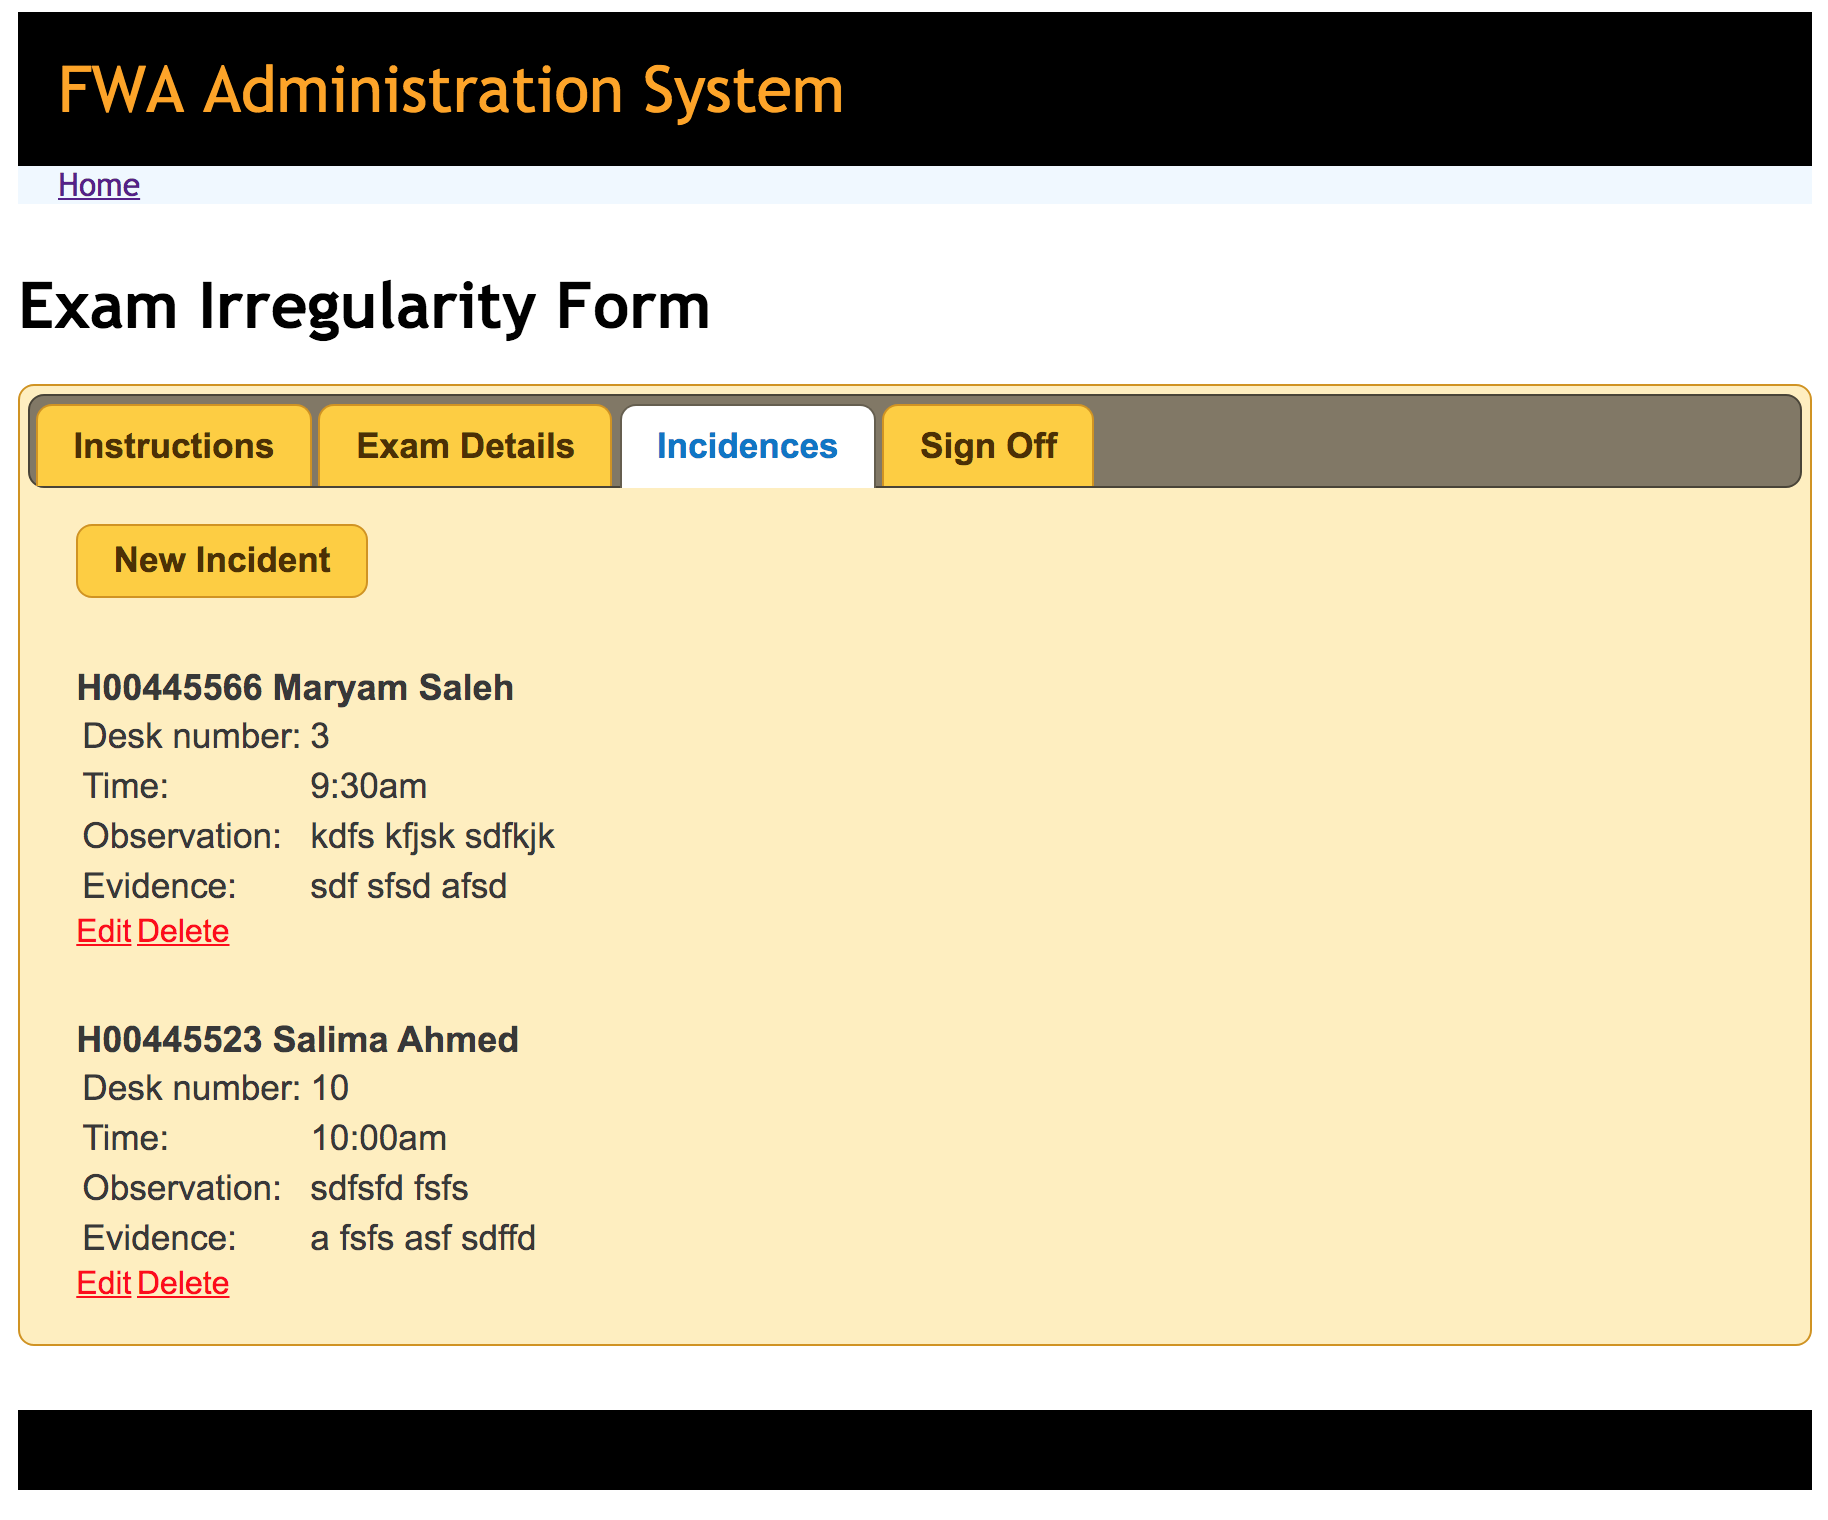 FWA Administration System
Home
Exam Irregularity Form
Instructions Exam Details Incidences Sign Off
New Incident
H00445566 Maryam Saleh
Desk number: 3
Time: 9:30am
Observation: kdfs kfjsk sdfkjk
Evidence: sdf sfsd afsd
Edit Delete
H00445523 Salima Ahmed
Desk number: 10
Time: 10:00am
Observation: sdfsfd fsfs
Evidence: a fsfs asf sdffd
Edit Delete